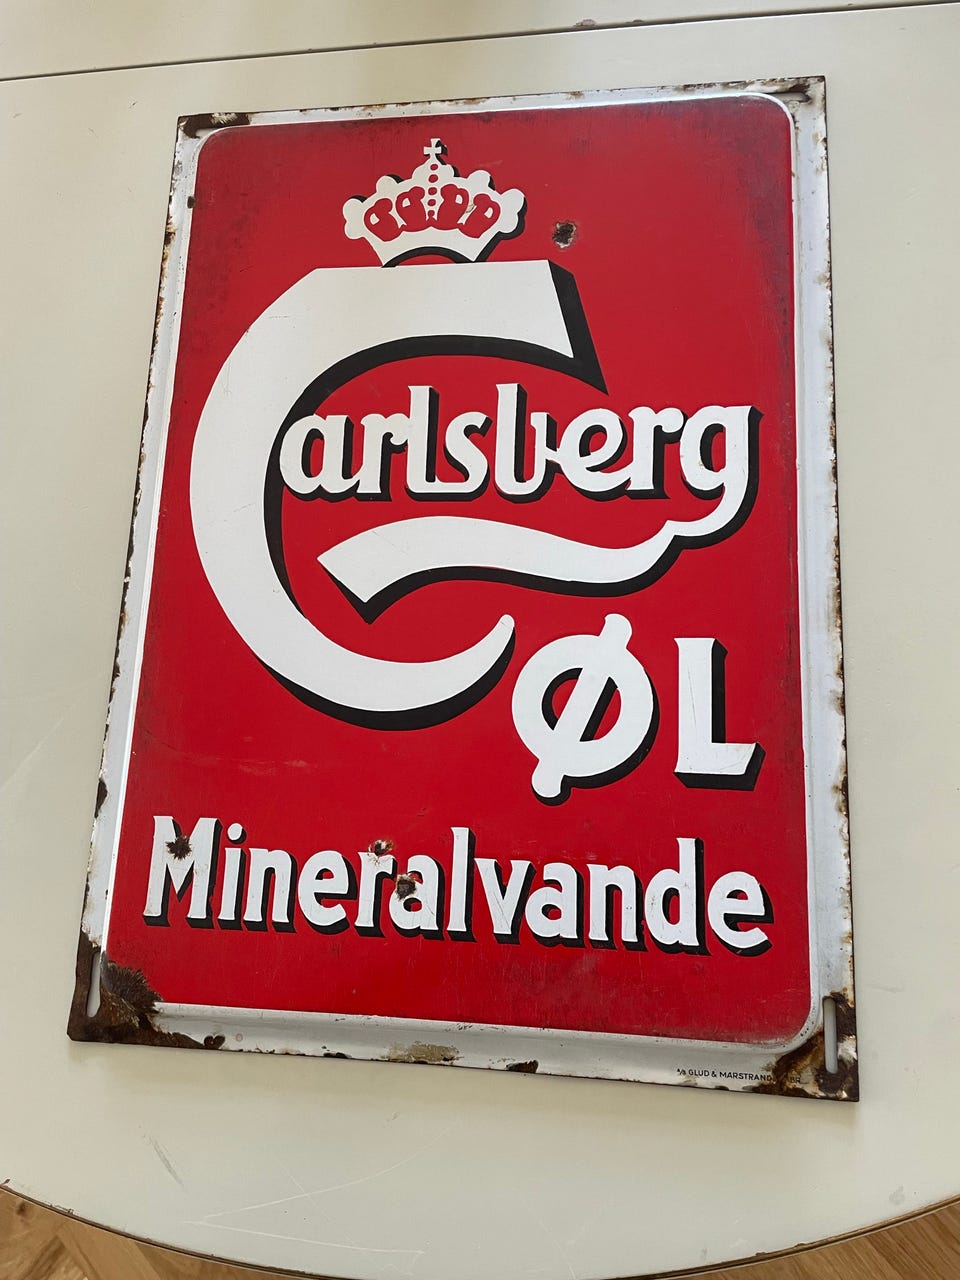 Carlsberg
ØL
Mineralvande
A/S GLUD & MARSTRAND